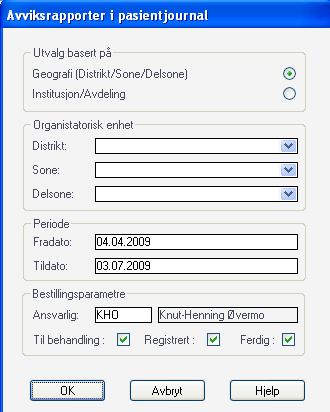 Avviksrapporter i pasientjournal
Utvalg basert på
Geografi (Distrikt/Sone/Delsone)
Institusjon/Avdeling
Organistatorisk enhet
Distrikt:
Sone:
Delsone:
Periode
Fradato: 04.04.2009
Tildato: 03.07.2009
Bestillingsparametre
Ansvarlig: KHO Knut-Henning Øvermo
Til behandling : Registrert : Ferdig :
OK Avbryt Hjelp